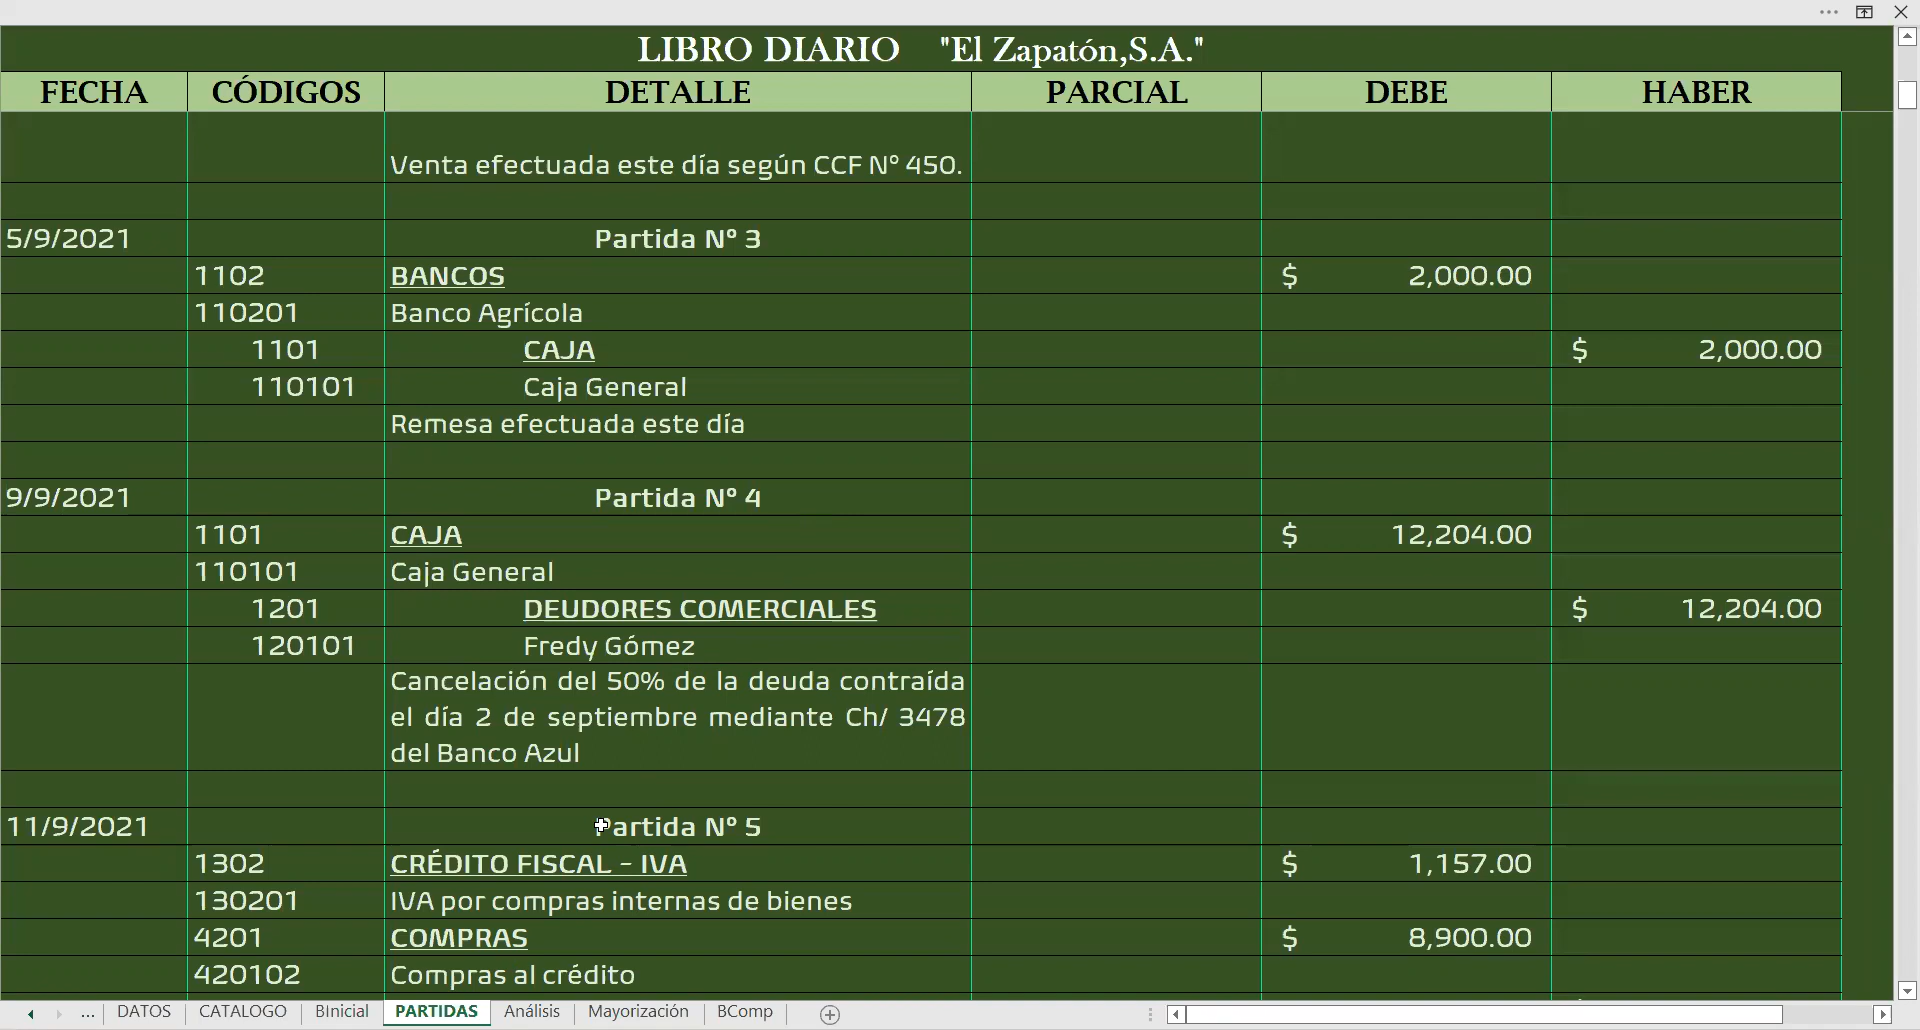 LIBRO DIARIO "El Zapatón,S.A."
FECHA CÓDIGOS DETALLE PARCIAL DEBE HABER
Venta efectuada este día según CCF Nº 450.
5/9/2021 Partida Nº 3
1102 BANCOS $ 2,000.00
110201 Banco Agrícola
1101 CAJA $ 2,000.00
110101 Caja General
Remesa efectuada este día
9/9/2021 Partida Nº 4
1101 CAJA $ 12,204.00
110101 Caja General
1201 DEUDORES COMERCIALES $ 12,204.00
120101 Fredy Gómez
Cancelación del 50% de la deuda contraída
el día 2 de septiembre mediante Ch/ 3478
del Banco Azul
11/9/2021 Partida Nº 5
1302 CRÉDITO FISCAL - IVA $ 1,157.00
130201 IVA por compras internas de bienes
4201 COMPRAS $ 8,900.00
420102 Compras al crédito
... DATOS CATALOGO BInicial PARTIDAS Análisis Mayorización BComp